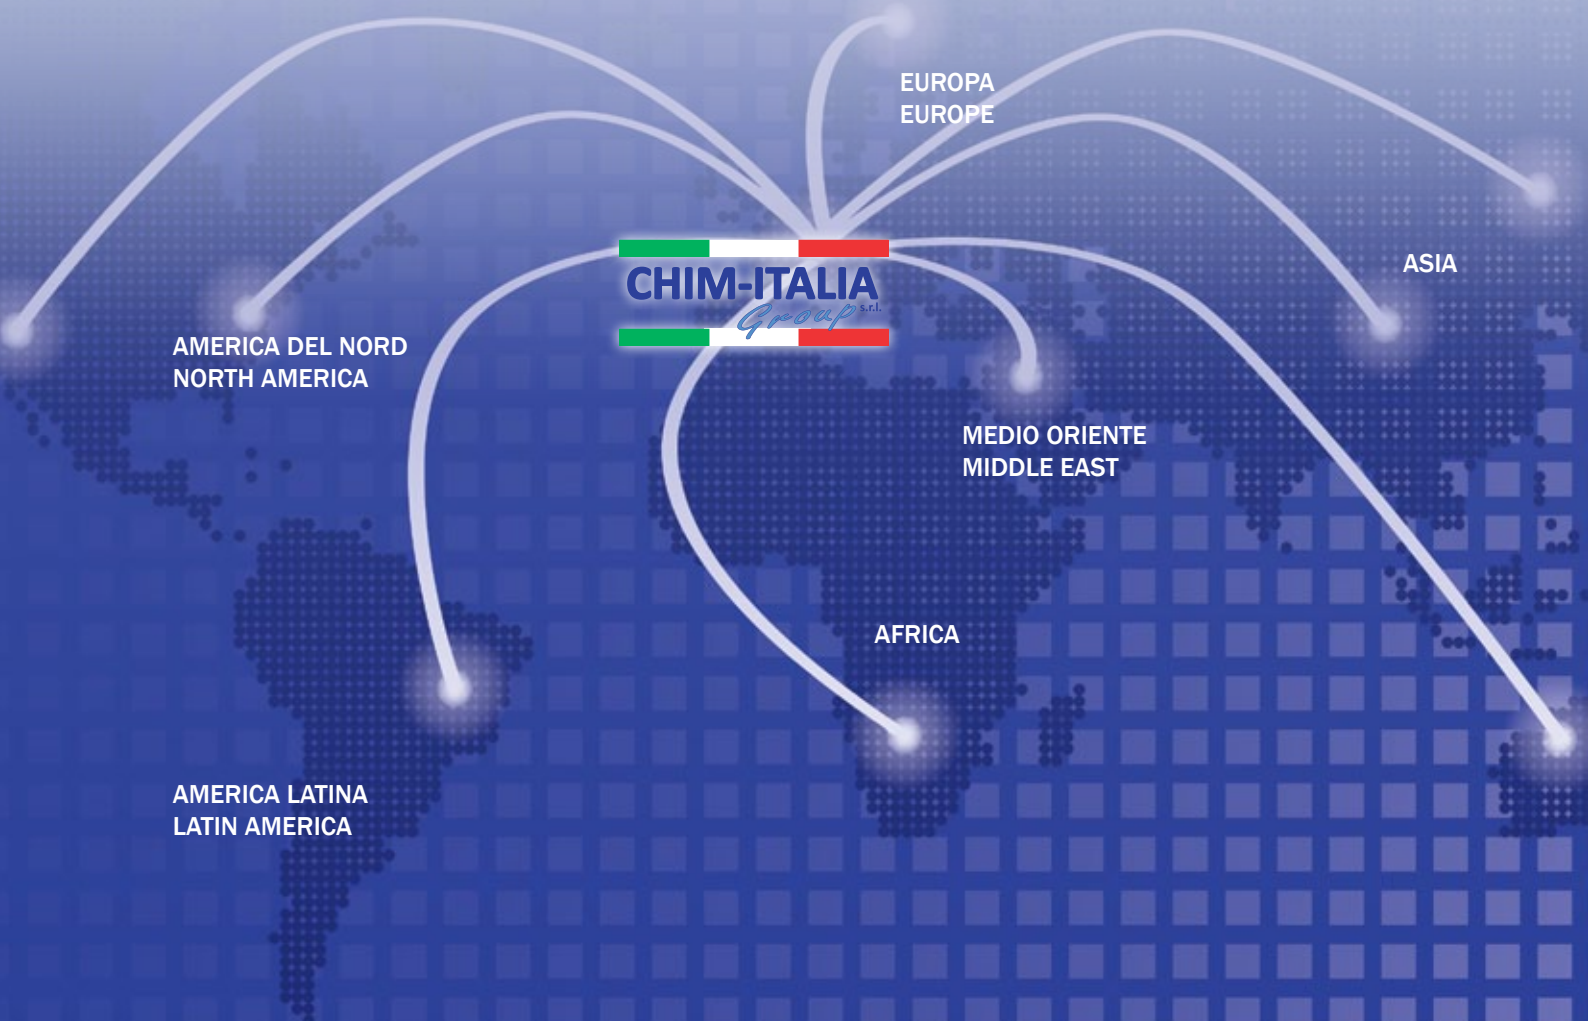 EUROPA
EUROPE
ASIA
CHIM-ITALIA
Group s.r.l.
AMERICA DEL NORD
NORTH AMERICA
MEDIO ORIENTE
MIDDLE EAST
AFRICA
AMERICA LATINA
LATIN AMERICA